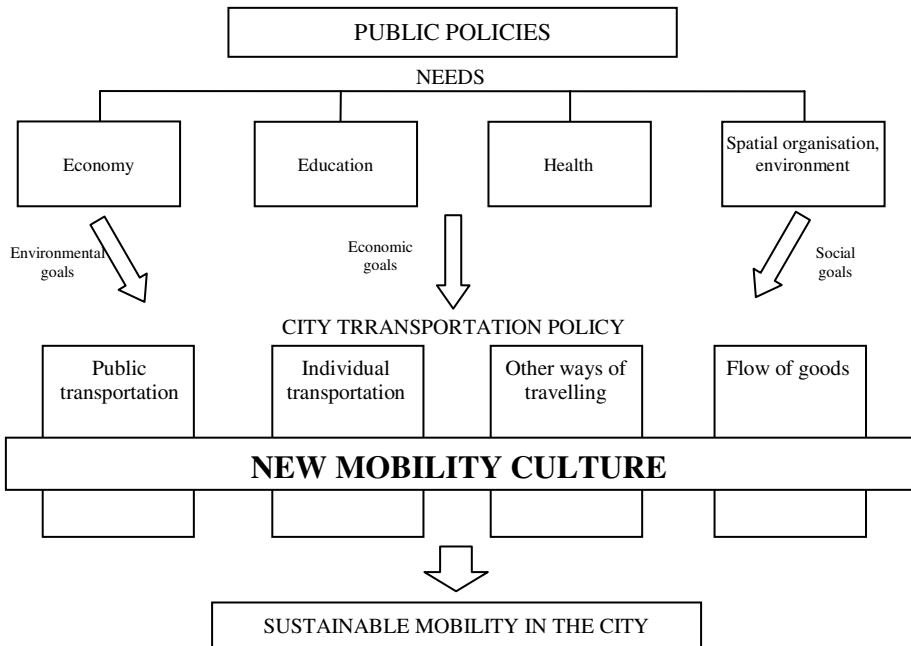 PUBLIC POLICIES
NEEDS
Economy
Education
Health
Spatial organisation,
environment
Environmental
goals
Economic
goals
Social
goals
CITY TRRANSPORTATION POLICY
Public
transportation
Individual
transportation
Other ways of
travelling
Flow of goods
NEW MOBILITY CULTURE
SUSTAINABLE MOBILITY IN THE CITY